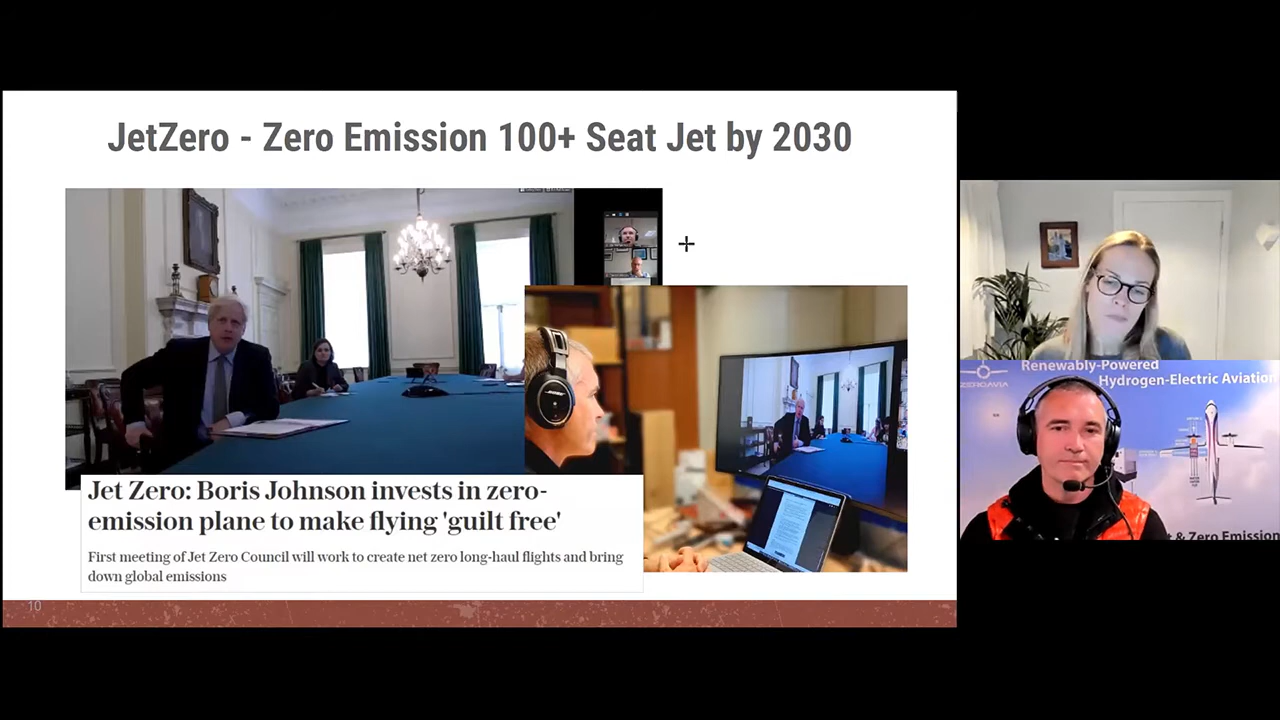 JetZero - Zero Emission 100+ Seat Jet by 2030
BOSE
Jet Zero: Boris Johnson invests in zero-
emission plane to make flying 'guilt free'
First meeting of Jet Zero Council will work to create net zero long-haul flights and bring
down global emissions
10
Renewably-Powered
ZEROAVIA
Hydrogen-Electric Aviation
t & Zero Emission